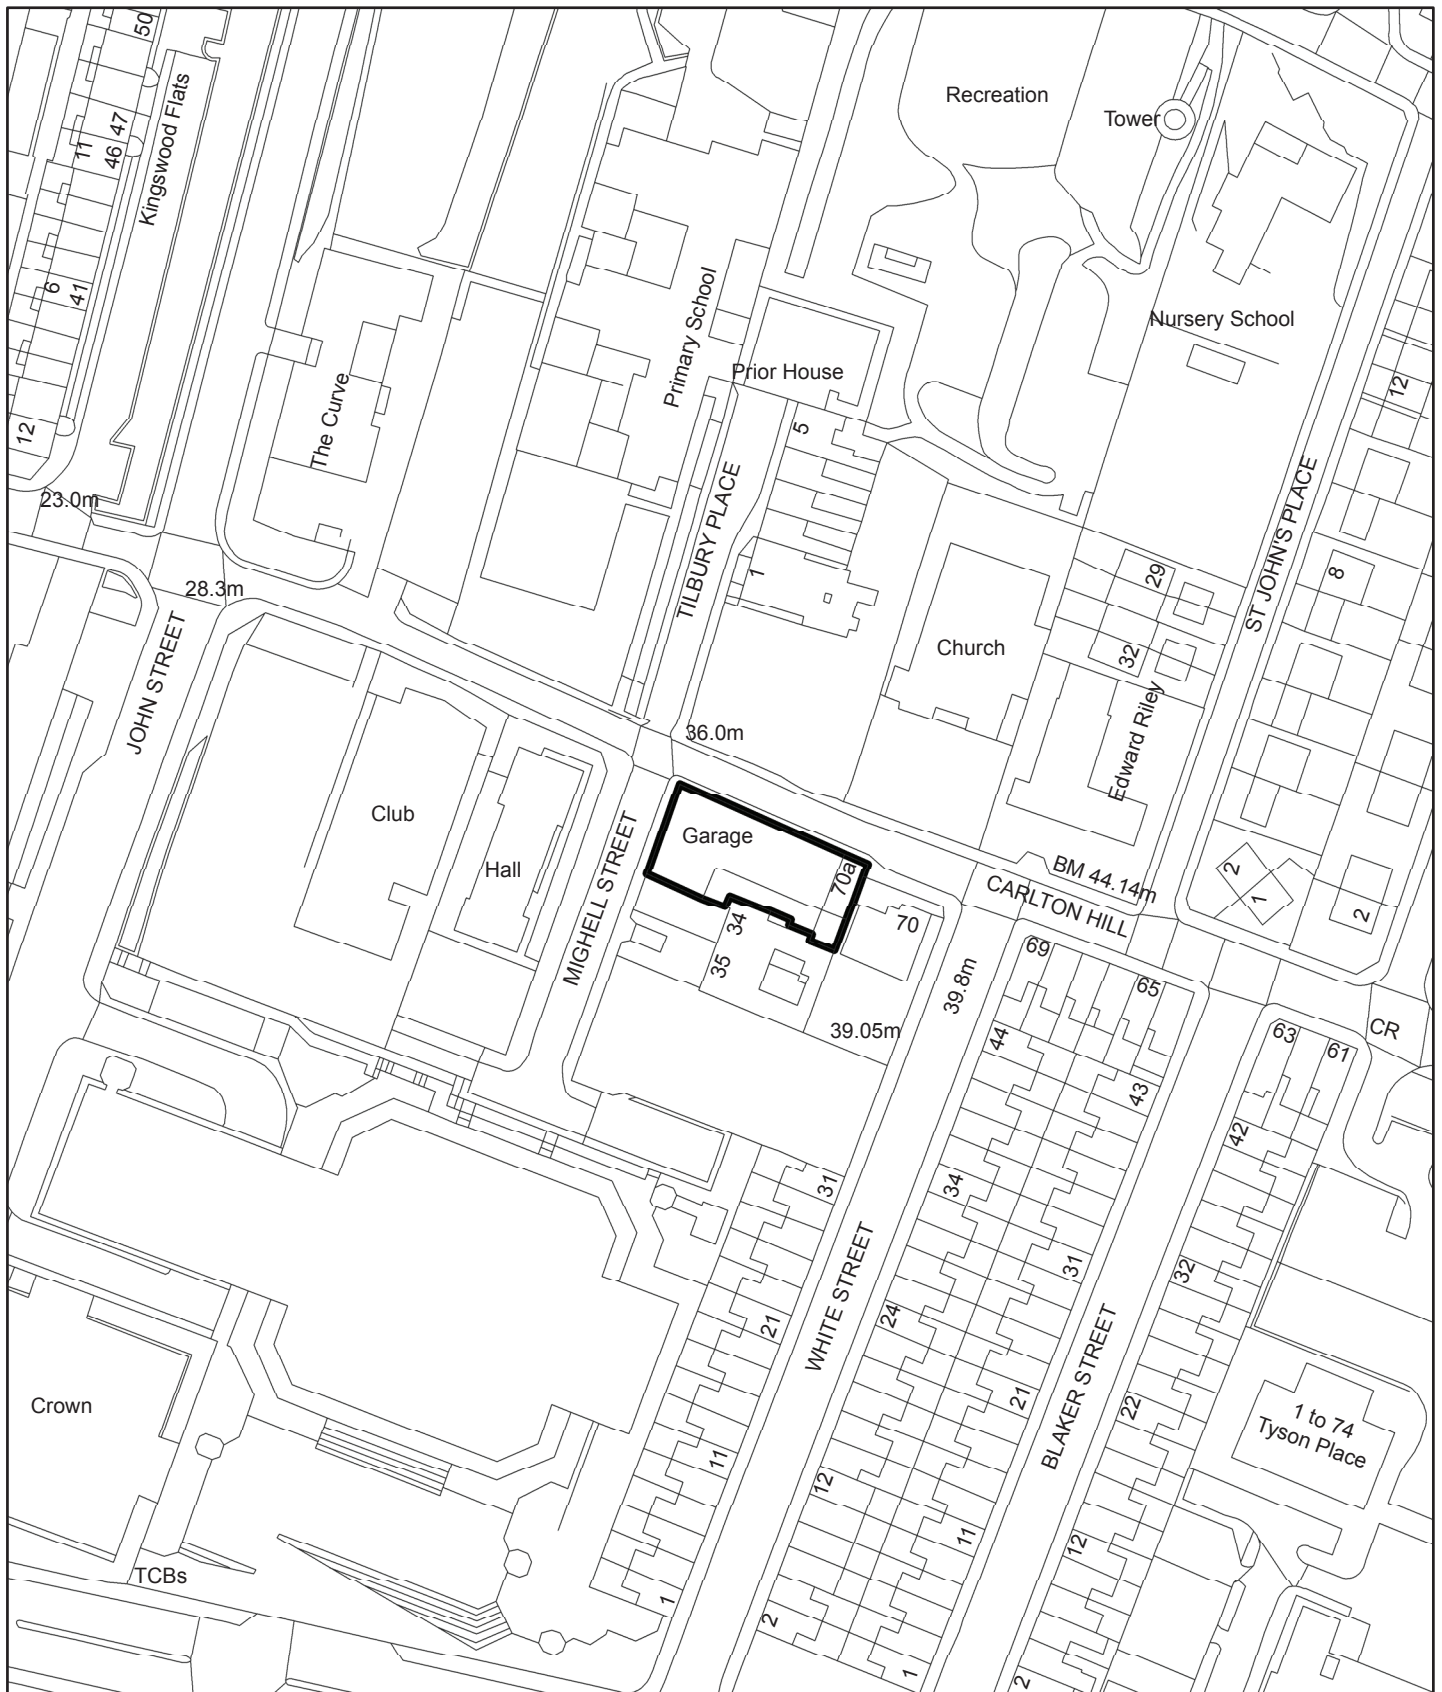 50
47
46
11
Kingswood Flats
6
41
12
23.0m
28.3m
JOHN STREET
The Curve
Primary School
Recreation
Tower
Nursery School
Prior House
5
1
TILBURY PLACE
ST JOHN'S PLACE
12
8
29
32
Church
Edward Riley
36.0m
Club
Hall
MIGHELL STREET
Garage
70a
34
35
70
39.05m
39.8m
BM 44.14m
CARLTON HILL
2
1
2
69
65
44
43
63
61
CR
42
34
31
31
32
WHITE STREET
21
24
21
22
BLAKER STREET
11
12
11
12
1
2
1
2
1 to 74
Tyson Place
Crown
TCBs